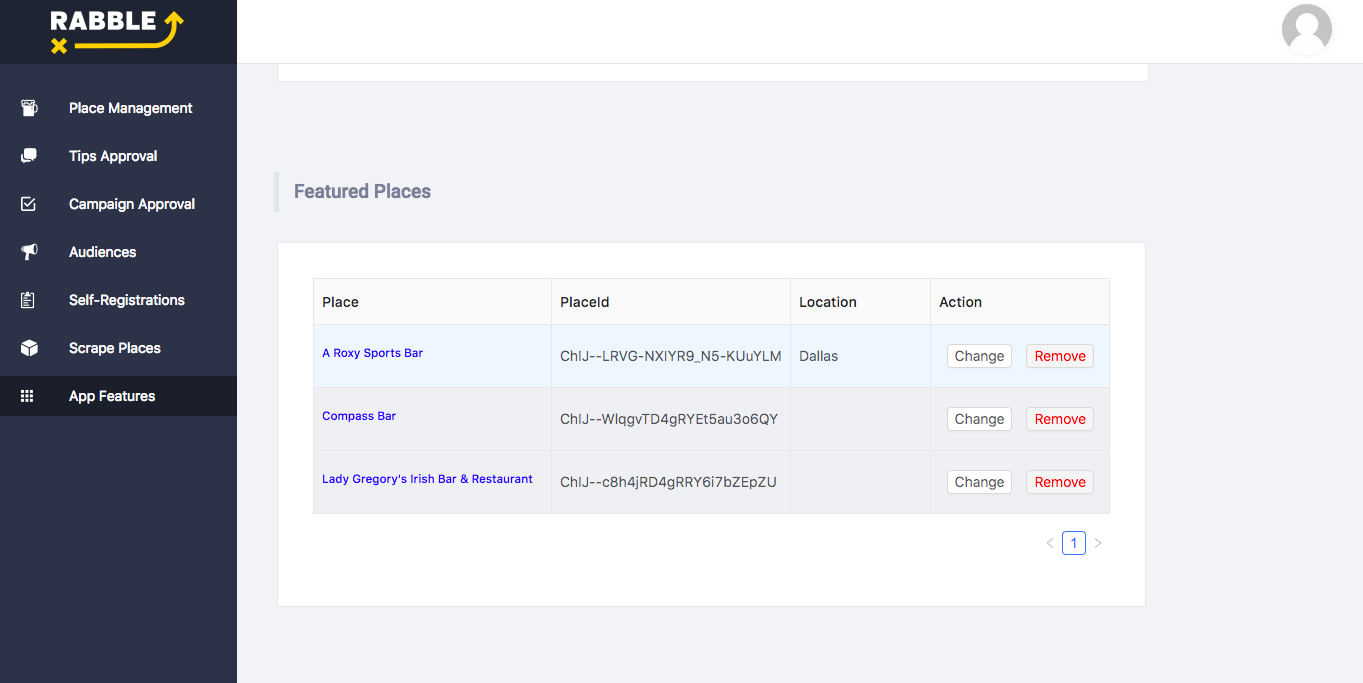 RABBLE
Place Management
Tips Approval
Campaign Approval
Audiences
Self-Registrations
Scrape Places
App Features
Featured Places
Place PlaceId Location Action
A Roxy Sports Bar ChIJ--LRVG-NXIYR9_N5-KUuYLM Dallas Change Remove
Compass Bar ChIJ--WIqgvTD4gRYEt5au3o6QY Change Remove
Lady Gregory's Irish Bar & Restaurant ChIJ--c8h4jRD4gRRY6i7bZEpZU Change Remove
< 1 >